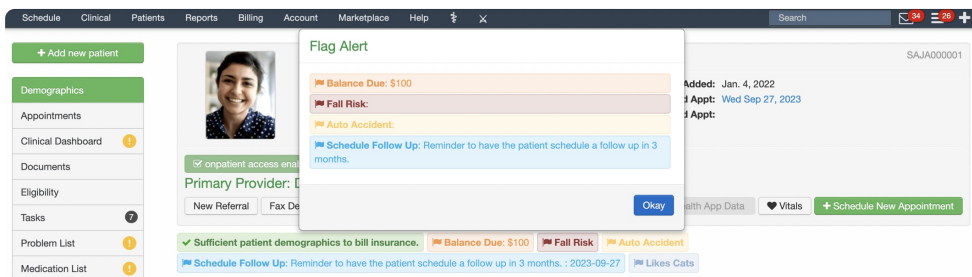 Schedule Clinical Patients Reports Billing Account Marketplace Help Search 34 26
+ Add new patient
Demographics
Appointments
Clinical Dashboard
Documents
Eligibility
Tasks 7
Problem List
Medication List
Flag Alert
Balance Due: $100
Fall Risk:
Auto Accident:
Schedule Follow Up: Reminder to have the patient schedule a follow up in 3
months.
Okay
SAJA000001
Added: Jan. 4, 2022
Appt: Wed Sep 27, 2023
Appt:
onpatient access
Primary Provider:
New Referral Fax App Data Vitals + Schedule New Appointment
Sufficient patient demographics to bill insurance. Balance Due: $100 Fall Risk Auto Accident
Schedule Follow Up: Reminder to have the patient schedule a follow up in 3 months. : 2023-09-27 Likes Cats